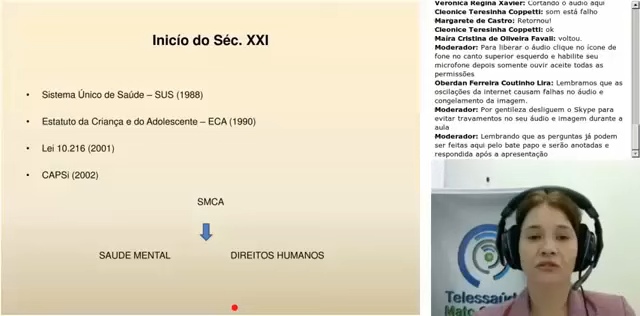 Inicío do Séc. XXI
• Sistema Único de Saúde – SUS (1988)
• Estatuto da Criança e do Adolescente – ECA (1990)
• Lei 10.216 (2001)
• CAPSi (2002)
SMCA
SAUDE MENTAL DIREITOS HUMANOS
Veronica Regina Xavier: Cortando o áudio aqui
Cleonice Teresinha Coppetti: som está falho
Margarete de Castro: Retornou!
Cleonice Teresinha Coppetti: ok
Maira Cristina de Oliveira Favali: voltou.
Moderador: Para liberar o áudio clique no ícone de
fone no canto superior esquerdo e habilite seu
microfone depois somente ouvir aceite todas as
permissões
Oberdan Ferreira Coutinho Lira: Lembramos que as
oscilações da internet causam falhas no áudio e
congelamento da imagem.
Moderador: Por gentileza desliguem o Skype para
evitar travamentos no seu áudio e imagem durante a
aula
Moderador: Lembrando que as perguntas já podem
ser feitas aqui pelo bate papo e serão anotadas e
respondida após a apresentação
Telessaúd
Mato